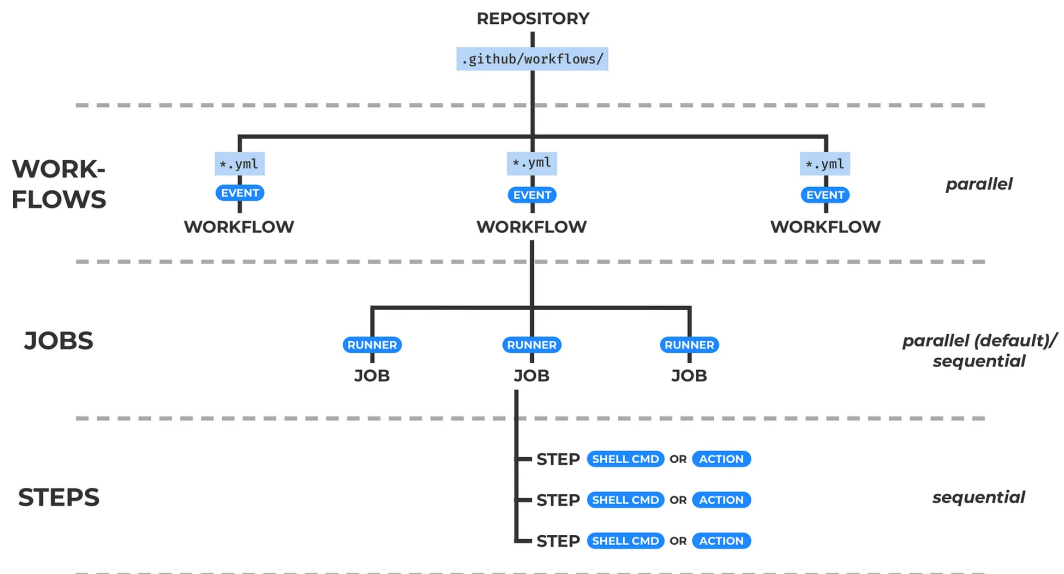 REPOSITORY
.github/workflows/
WORK-
FLOWS
*.yml
*.yml
*.yml
EVENT
EVENT
EVENT
WORKFLOW
WORKFLOW
WORKFLOW
parallel
JOBS
RUNNER
RUNNER
RUNNER
JOB
JOB
JOB
parallel (default)/
sequential
STEPS
STEP SHELL CMD OR ACTION
STEP SHELL CMD OR ACTION
STEP SHELL CMD OR ACTION
sequential